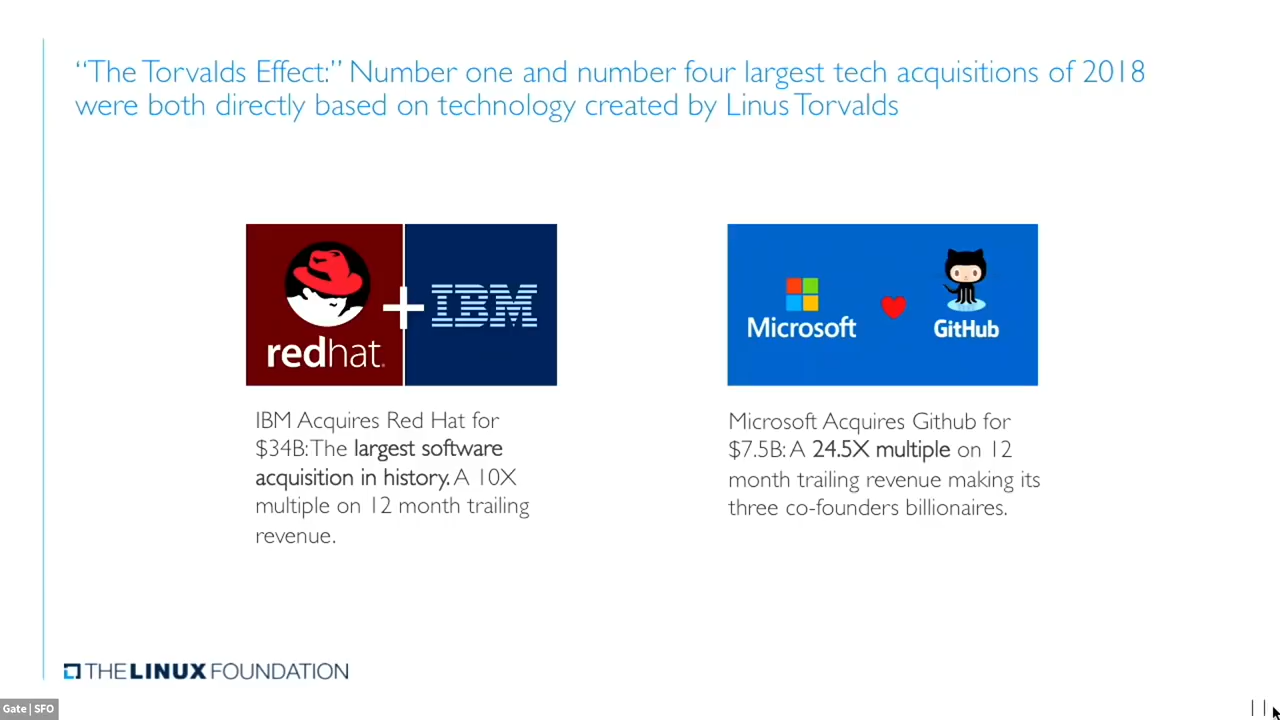 “The Torvalds Effect:” Number one and number four largest tech acquisitions of 2018
were both directly based on technology created by Linus Torvalds
redhat.
+
IBM
Microsoft
GitHub
IBM Acquires Red Hat for
$34B: The largest software
acquisition in history. A 10X
multiple on 12 month trailing
revenue.
Microsoft Acquires Github for
$7.5B: A 24.5X multiple on 12
month trailing revenue making its
three co-founders billionaires.
THE LINUX FOUNDATION
Gate | SFO
11